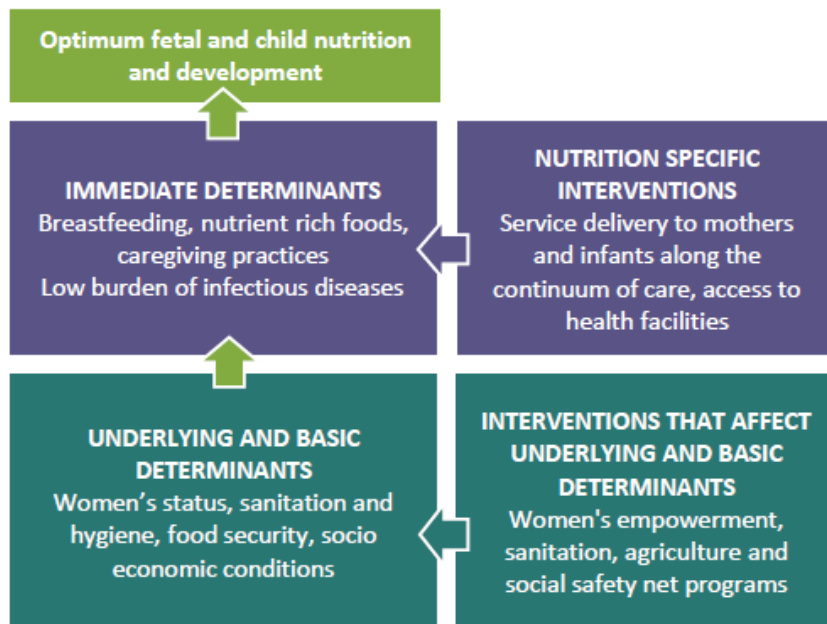 Optimum fetal and child nutrition
and development
IMMEDIATE DETERMINANTS
Breastfeeding, nutrient rich foods,
caregiving practices
Low burden of infectious diseases
NUTRITION SPECIFIC
INTERVENTIONS
Service delivery to mothers
and infants along the
continuum of care, access to
health facilities
UNDERLYING AND BASIC
DETERMINANTS
Women’s status, sanitation and
hygiene, food security, socio
economic conditions
INTERVENTIONS THAT AFFECT
UNDERLYING AND BASIC
DETERMINANTS
Women's empowerment,
sanitation, agriculture and
social safety net programs